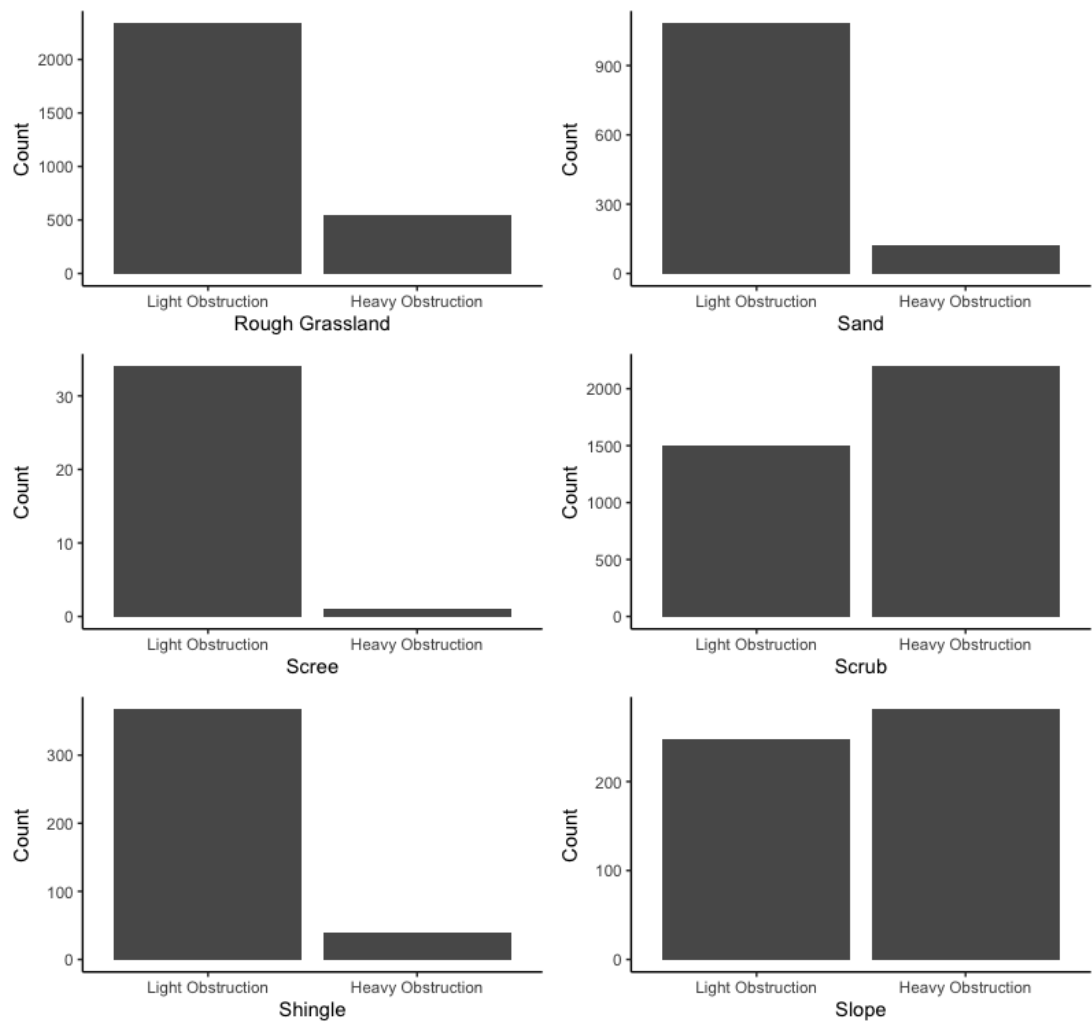 Count
2000
1500
1000
500
0
Light Obstruction Heavy Obstruction
Rough Grassland
Count
900
600
300
0
Light Obstruction Heavy Obstruction
Sand
Count
30
20
10
0
Light Obstruction Heavy Obstruction
Scree
Count
2000
1500
1000
500
0
Light Obstruction Heavy Obstruction
Scrub
Count
300
200
100
0
Light Obstruction Heavy Obstruction
Shingle
Count
200
100
0
Light Obstruction Heavy Obstruction
Slope